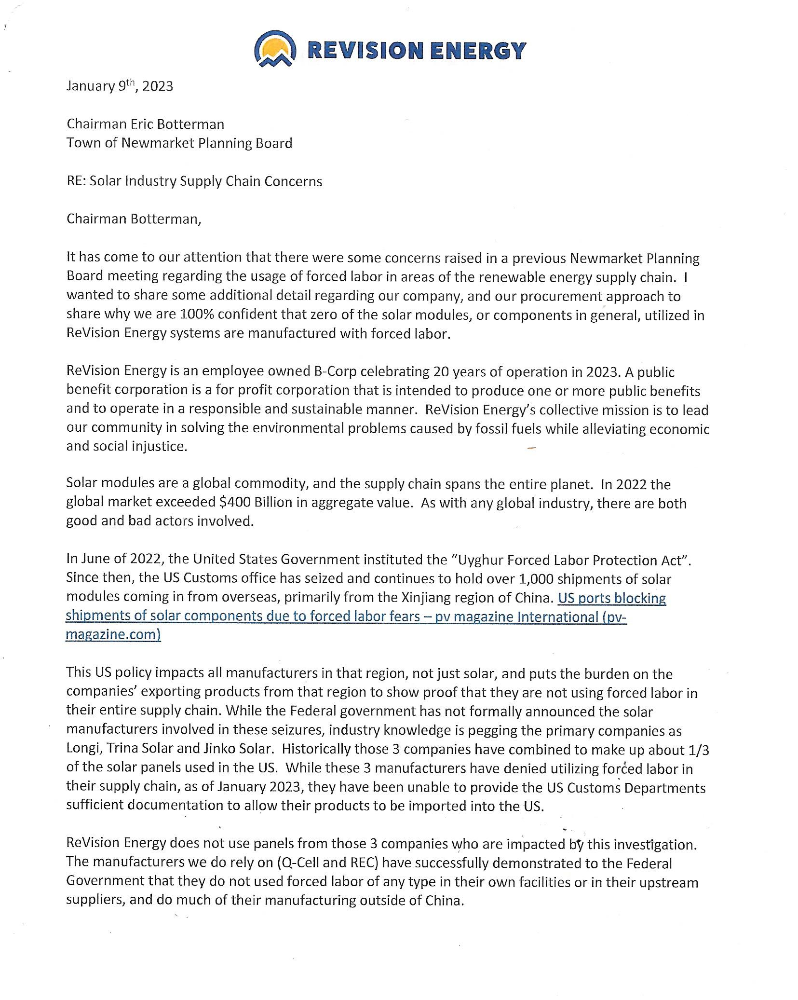 REVISION ENERGY
January 9th, 2023
Chairman Eric Botterman
Town of Newmarket Planning Board
RE: Solar Industry Supply Chain Concerns
Chairman Botterman,
It has come to our attention that there were some concerns raised in a previous Newmarket Planning
Board meeting regarding the usage of forced labor in areas of the renewable energy supply chain.  I
wanted to share some additional detail regarding our company, and our procurement approach to
share why we are 100% confident that zero of the solar modules, or components in general, utilized in
ReVision Energy systems are manufactured with forced labor.
ReVision Energy is an employee owned B-Corp celebrating 20 years of operation in 2023. A public
benefit corporation is a for profit corporation that is intended to produce one or more public benefits
and to operate in a responsible and sustainable manner.  ReVision Energy's collective mission is to lead
our community in solving the environmental problems caused by fossil fuels while alleviating economic
and social injustice.
Solar modules are a global commodity, and the supply chain spans the entire planet.  In 2022 the
global market exceeded $400 Billion in aggregate value.  As with any global industry, there are both
good and bad actors involved.
In June of 2022, the United States Government instituted the “Uyghur Forced Labor Protection Act”.
Since then, the US Customs office has seized and continues to hold over 1,000 shipments of solar
modules coming in from overseas, primarily from the Xinjiang region of China. US ports blocking
shipments of solar components due to forced labor fears – pv magazine International (pv-
magazine.com)
This US policy impacts all manufacturers in that region, not just solar, and puts the burden on the
companies' exporting products from that region to show proof that they are not using forced labor in
their entire supply chain. While the Federal government has not formally announced the solar
manufacturers involved in these seizures, industry knowledge is pegging the primary companies as
Longi, Trina Solar and Jinko Solar.  Historically those 3 companies have combined to make up about 1/3
of the solar panels used in the US.  While these 3 manufacturers have denied utilizing forced labor in
their supply chain, as of January 2023, they have been unable to provide the US Customs Departments
sufficient documentation to allow their products to be imported into the US.
ReVision Energy does not use panels from those 3 companies who are impacted by this investigation.
The manufacturers we do rely on (Q-Cell and REC) have successfully demonstrated to the Federal
Government that they do not used forced labor of any type in their own facilities or in their upstream
suppliers, and do much of their manufacturing outside of China.